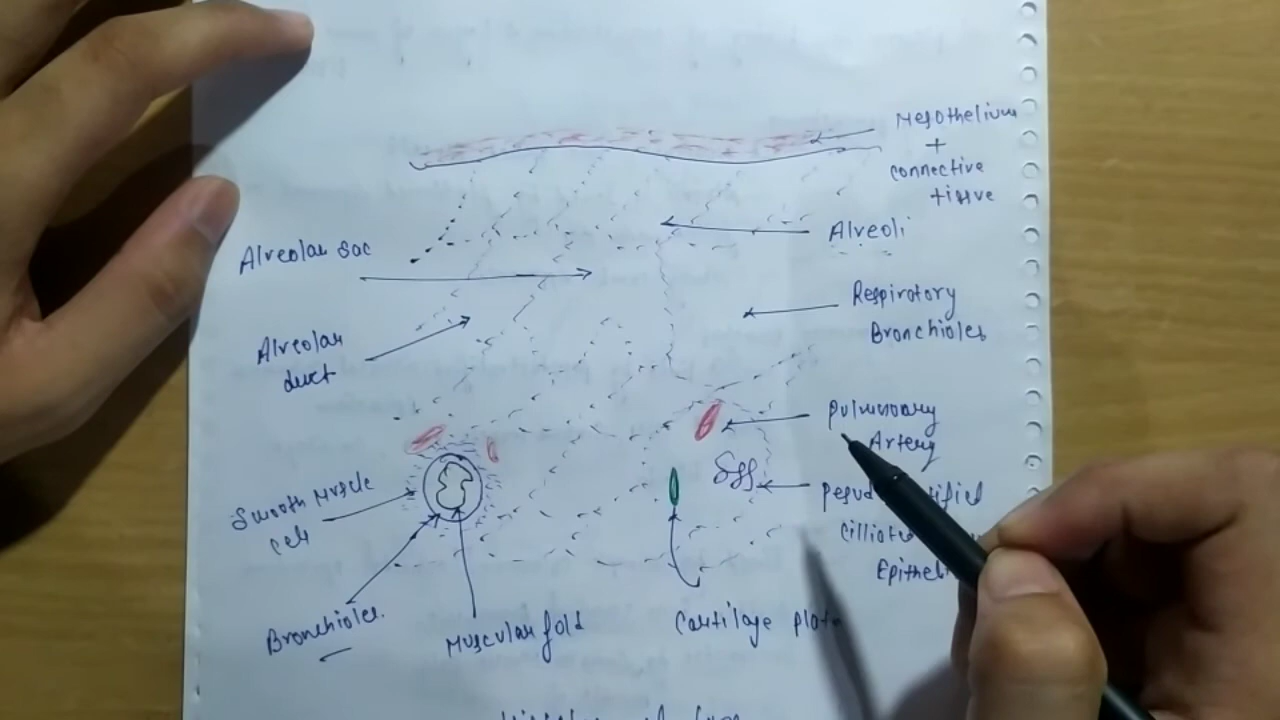 Mesothelium
+
connective
tissue
Alveolar sac
Alveoli
Respiratory
Bronchioles
Alveolar
duct
Pulmonary
Artery
Smooth Muscle
cell
Epitheli
Bronchioles.
Muscular fold
Cartilage plate